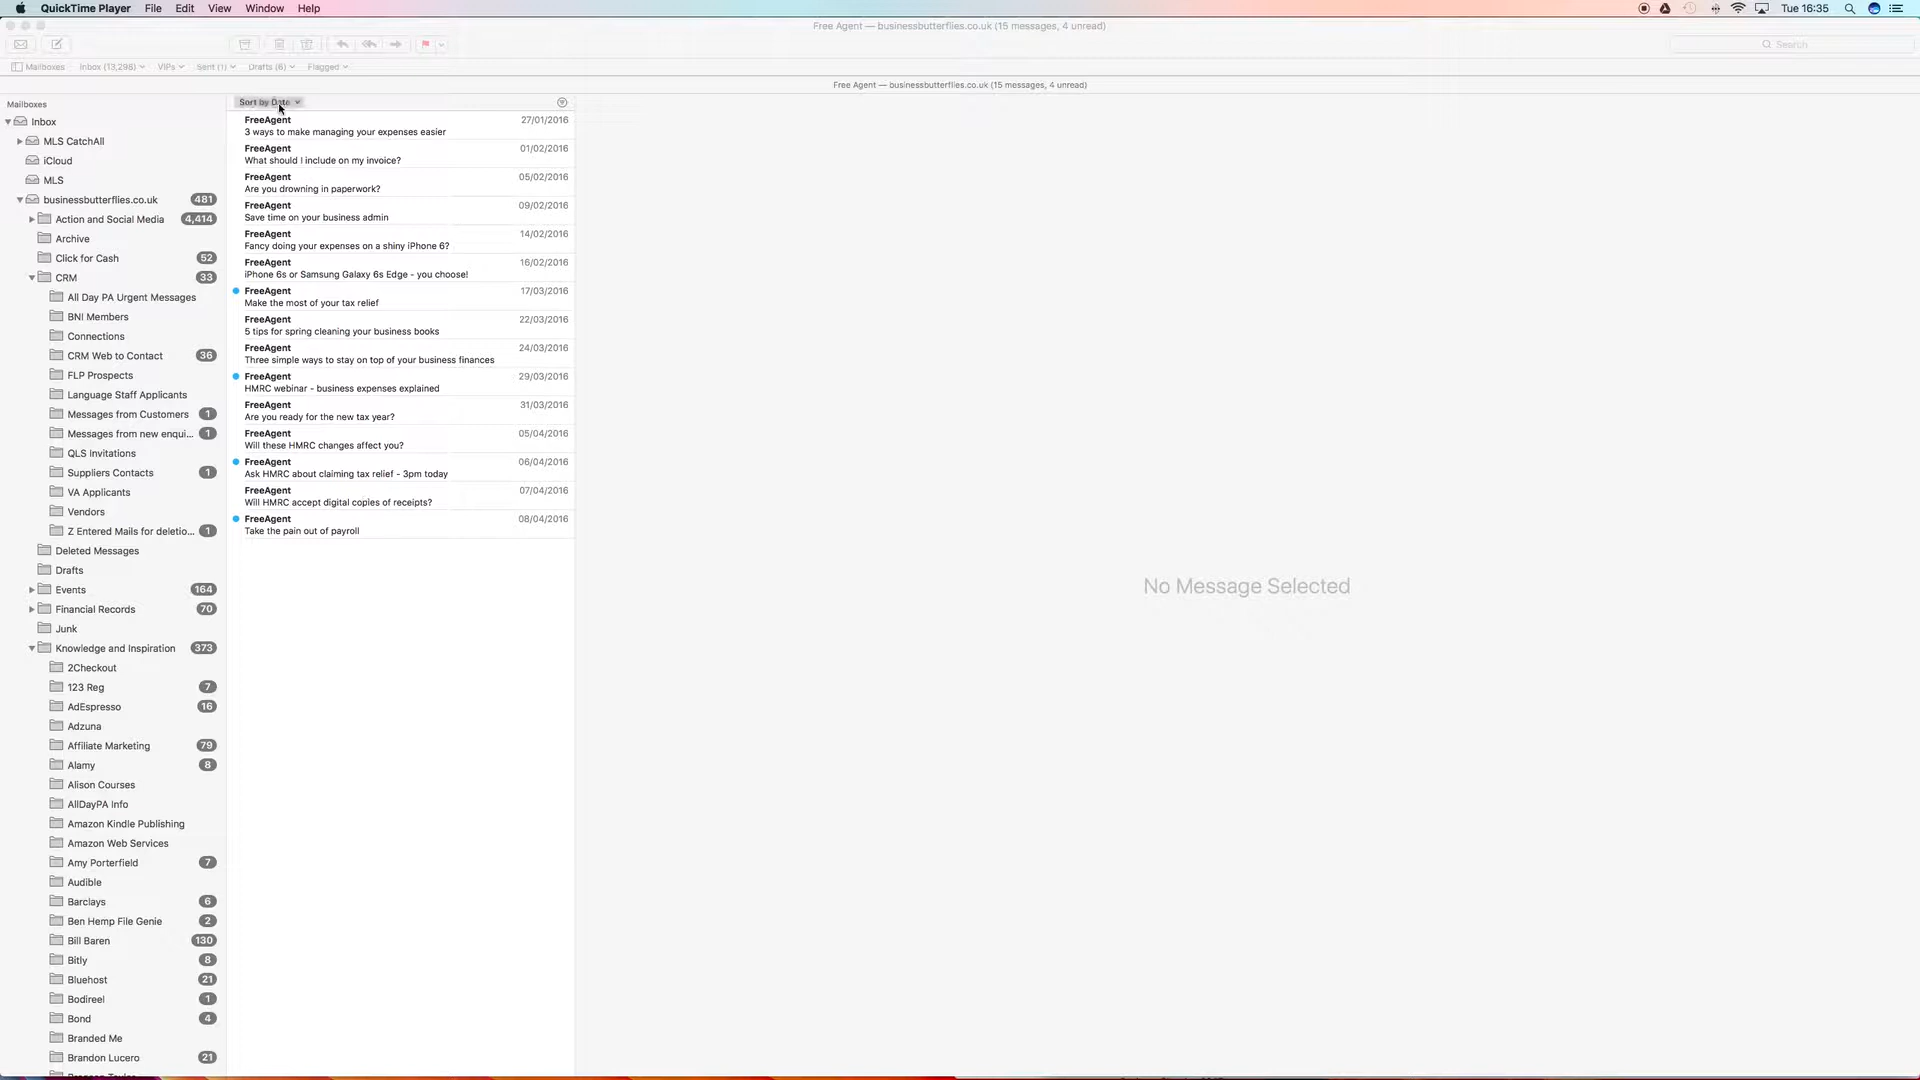 QuickTime Player File Edit View Window Help Tue 16:35
Free Agent — businessbutterflies.co.uk (15 messages, 4 unread)
Search
Mailboxes Inbox (13,298) VIPs Sent (1) Drafts (6) Flagged
Free Agent — businessbutterflies.co.uk (15 messages, 4 unread)
Mailboxes
Inbox
MLS CatchAll
iCloud
MLS
businessbutterflies.co.uk 481
Action and Social Media 4,414
Archive
Click for Cash 52
CRM 33
All Day PA Urgent Messages
BNI Members
Connections
CRM Web to Contact 36
FLP Prospects
Language Staff Applicants
Messages from Customers 1
Messages from new enqui... 1
QLS Invitations
Suppliers Contacts 1
VA Applicants
Vendors
Z Entered Mails for deletio... 1
Deleted Messages
Drafts
Events 164
Financial Records 70
Junk
Knowledge and Inspiration 373
2Checkout
123 Reg 7
AdEspresso 16
Adzuna
Affiliate Marketing 79
Alamy 8
Alison Courses
AllDayPA Info
Amazon Kindle Publishing
Amazon Web Services
Amy Porterfield 7
Audible
Barclays 6
Ben Hemp File Genie 2
Bill Baren 130
Bitly 8
Bluehost 21
Bodireel 1
Bond 4
Branded Me
Brandon Lucero 21
Sort by Date
FreeAgent 27/01/2016
3 ways to make managing your expenses easier
FreeAgent 01/02/2016
What should I include on my invoice?
FreeAgent 05/02/2016
Are you drowning in paperwork?
FreeAgent 09/02/2016
Save time on your business admin
FreeAgent 14/02/2016
Fancy doing your expenses on a shiny iPhone 6?
FreeAgent 16/02/2016
iPhone 6s or Samsung Galaxy 6s Edge - you choose!
FreeAgent 17/03/2016
Make the most of your tax relief
FreeAgent 22/03/2016
5 tips for spring cleaning your business books
FreeAgent 24/03/2016
Three simple ways to stay on top of your business finances
FreeAgent 29/03/2016
HMRC webinar - business expenses explained
FreeAgent 31/03/2016
Are you ready for the new tax year?
FreeAgent 05/04/2016
Will these HMRC changes affect you?
FreeAgent 06/04/2016
Ask HMRC about claiming tax relief - 3pm today
FreeAgent 07/04/2016
Will HMRC accept digital copies of receipts?
FreeAgent 08/04/2016
Take the pain out of payroll
No Message Selected